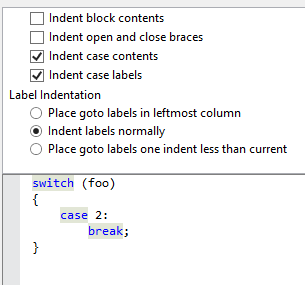 Indent block contents
Indent open and close braces
Indent case contents
Indent case labels
Label Indentation
Place goto labels in leftmost column
Indent labels normally
Place goto labels one indent less than current
switch (foo)
{
    case 2:
        break;
}